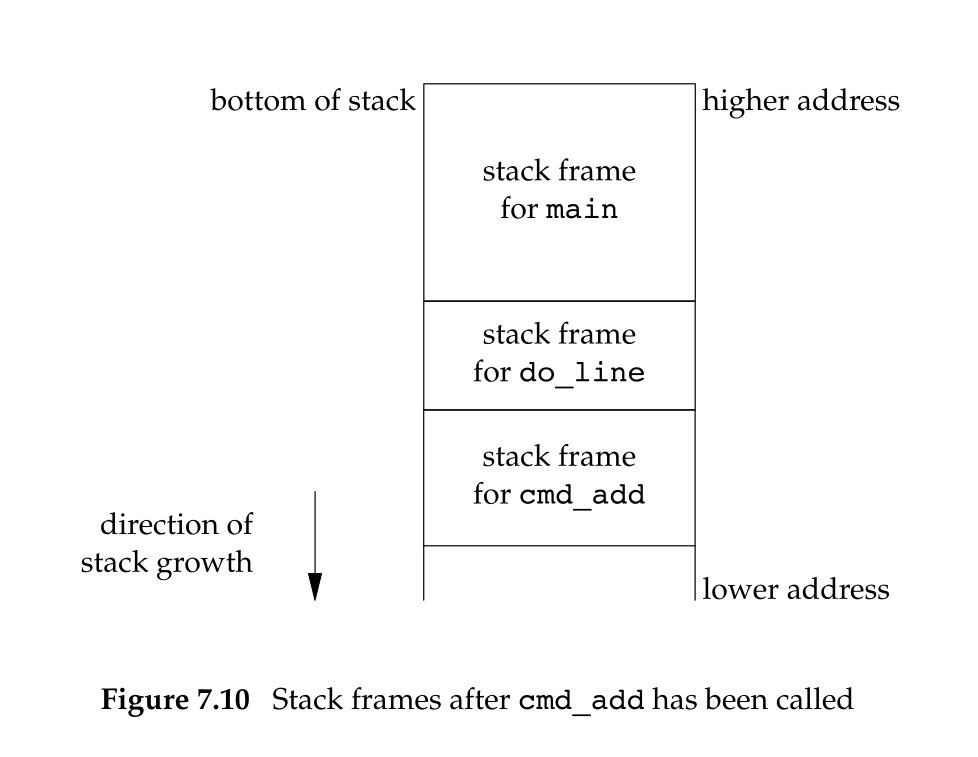 bottom of stack
higher address
stack frame
for main
stack frame
for do_line
stack frame
for cmd_add
direction of
stack growth
lower address
Figure 7.10 Stack frames after cmd_add has been called